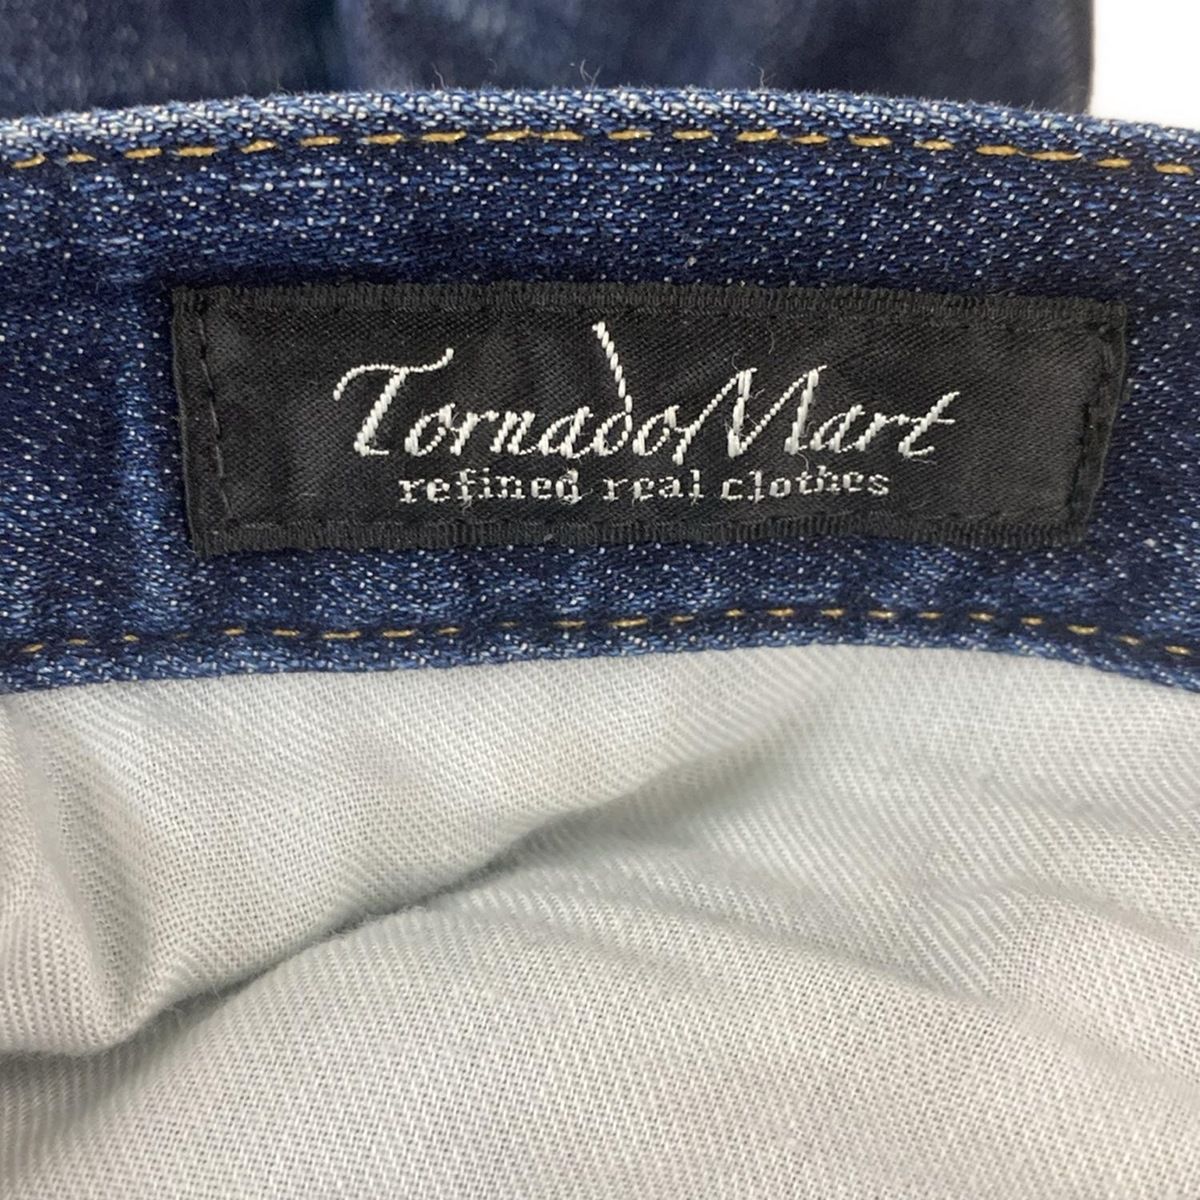 TornadoMart
refined real clothes